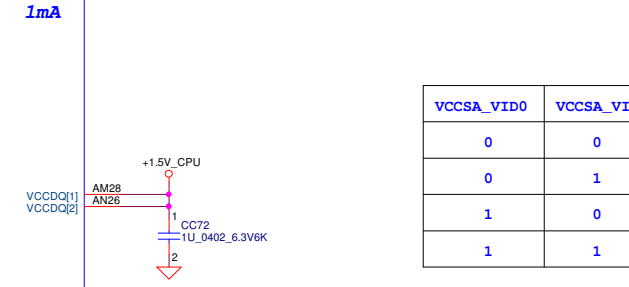 1mA
+1.5V_CPU
VCCDQ[1] AM28
VCCDQ[2] AN26
1
CC72
1U_0402_6.3V6K
2
VCCSA_VID0 VCCSA_VI
0 0
0 1
1 0
1 1